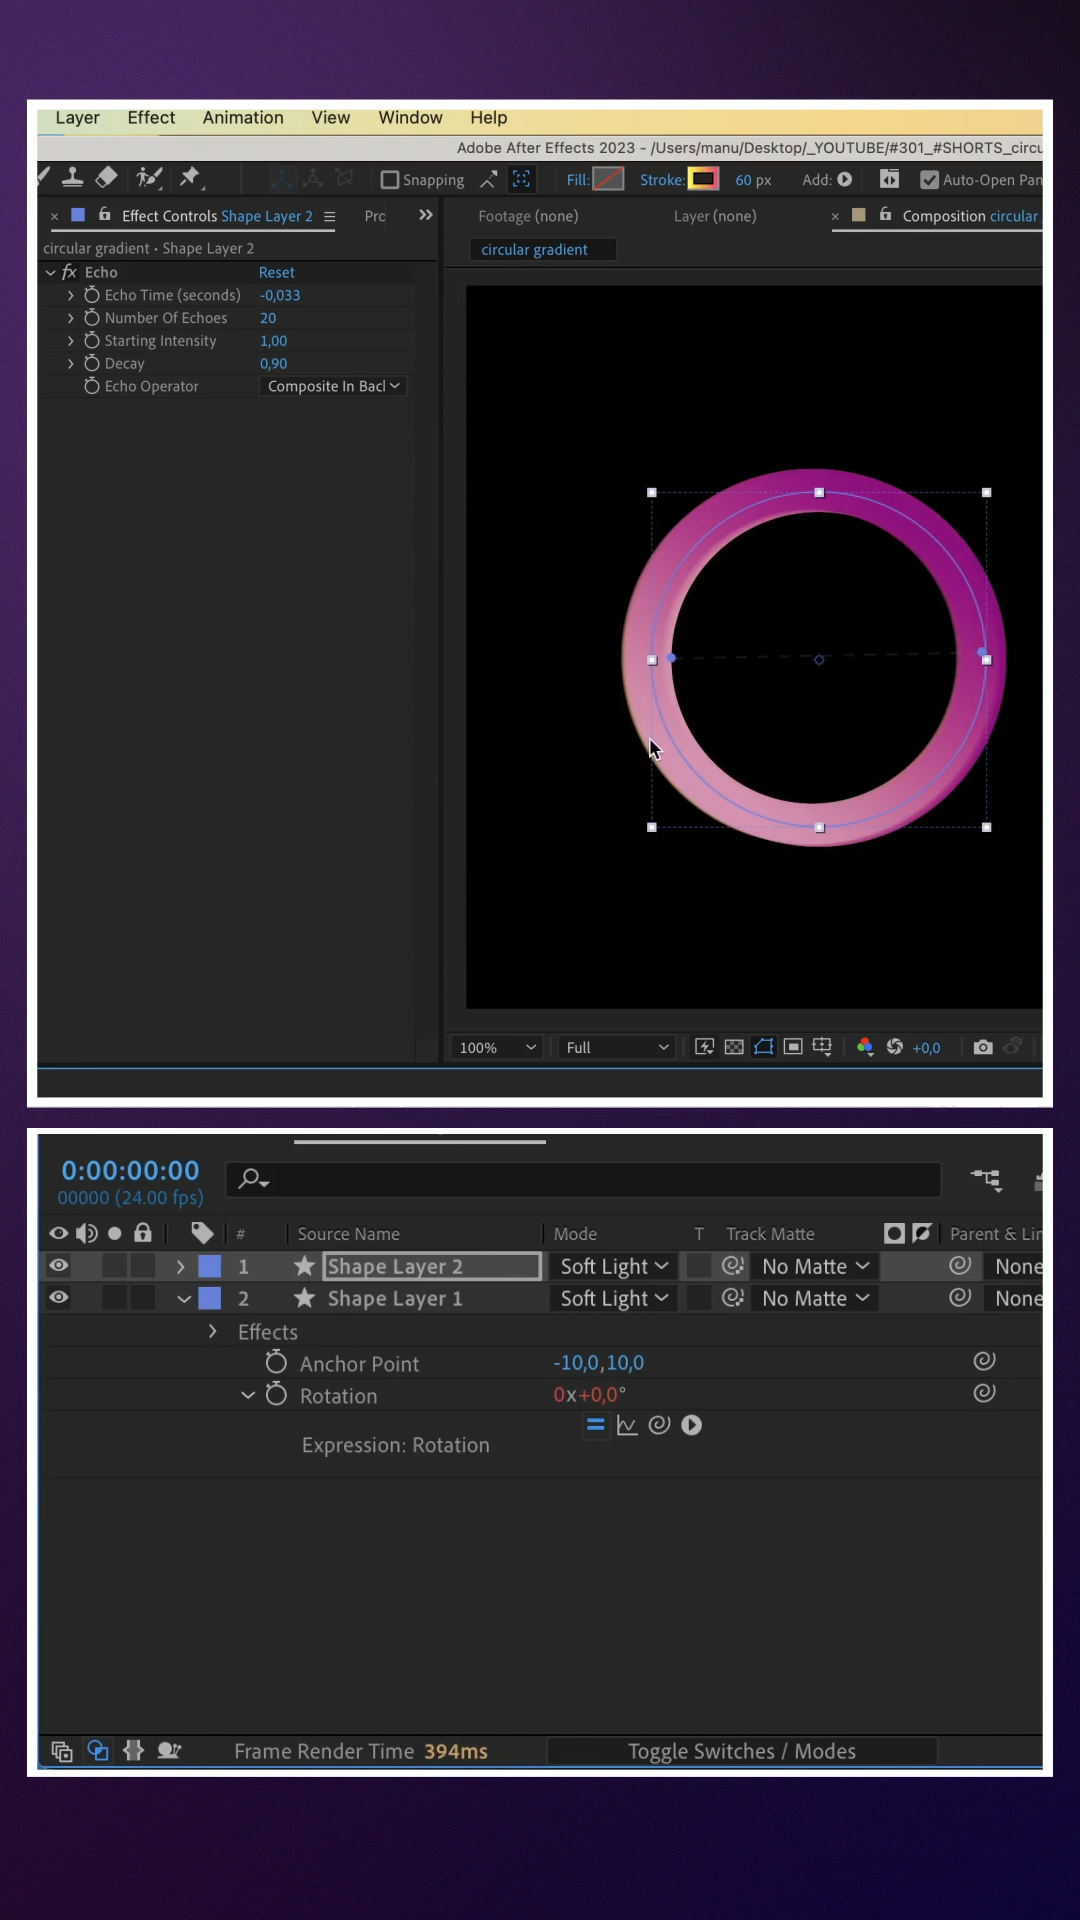 Layer Effect Animation View Window Help
Adobe After Effects 2023 - /Users/manu/Desktop/_YOUTUBE/#301_#SHORTS_circu
Snapping Fill: Stroke: 60 px Add: Auto-Open Pan
× Effect Controls Shape Layer 2 Prc » Footage (none) Layer (none) × Composition circular
circular gradient • Shape Layer 2
circular gradient
fx Echo Reset
Echo Time (seconds) -0,033
Number Of Echoes 20
Starting Intensity 1,00
Decay 0,90
Echo Operator Composite In Bacl
100% Full +0,0
0:00:00:00
00000 (24.00 fps)
# Source Name Mode T Track Matte Parent & Lin
1 Shape Layer 2 Soft Light No Matte None
2 Shape Layer 1 Soft Light No Matte None
Effects
Anchor Point -10,0,10,0
Rotation 0x+0,0°
Expression: Rotation
Frame Render Time 394ms Toggle Switches / Modes